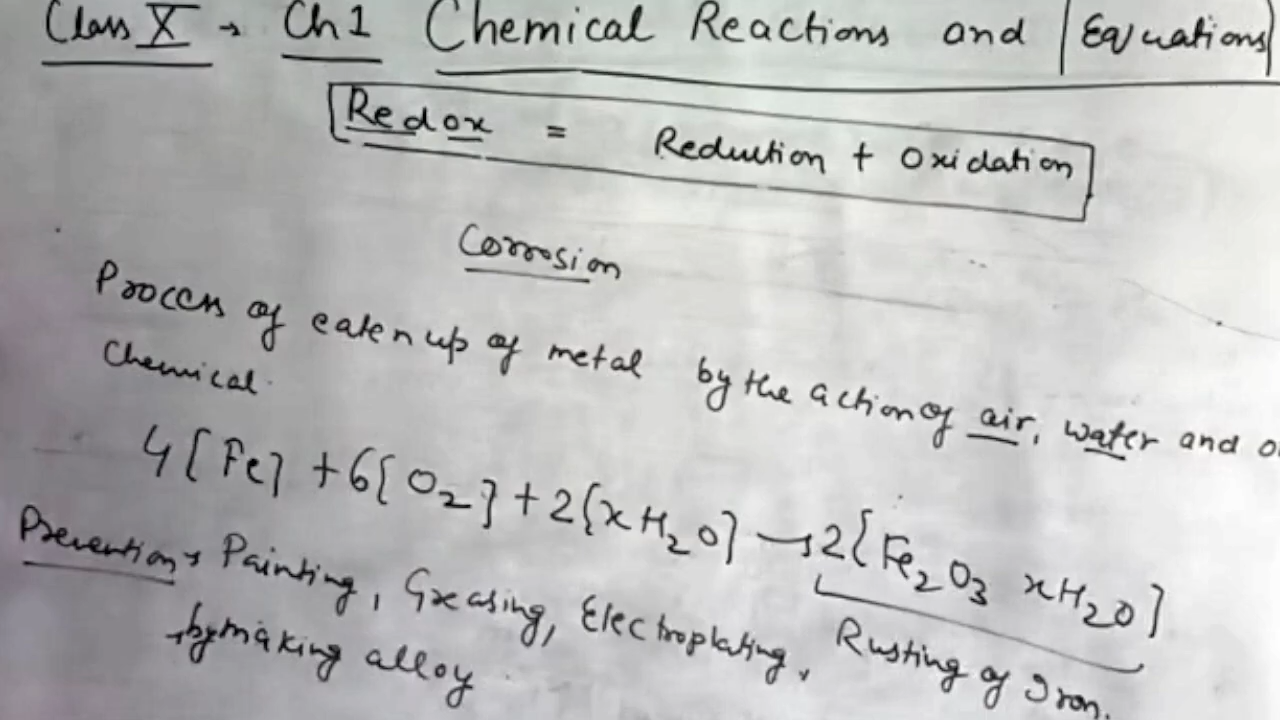 Class X → Ch1 Chemical Reactions and Equations
Redox = Reduction + Oxidation
Corrosion
Process of eaten up of metal by the action of air, water and
Chemical.
4[Fe] + 6[O2] + 2[xH2O] → 2[Fe2O3 xH2O]
Rusting of Iron.
Prevention → Painting, Greasing, Electroplating,
→ by making alloy